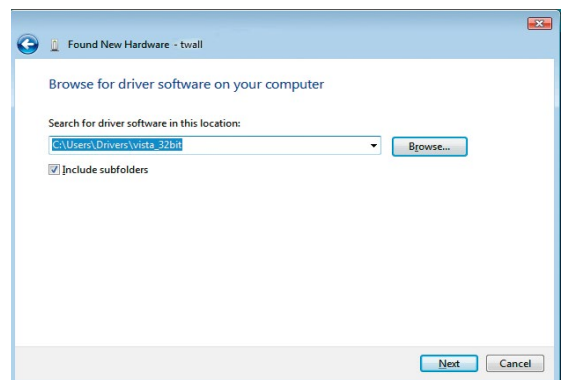 Found New Hardware - twall
Browse for driver software on your computer
Search for driver software in this location:
C:\Users\Drivers\vista_32bit
Browse...
Include subfolders
Next Cancel